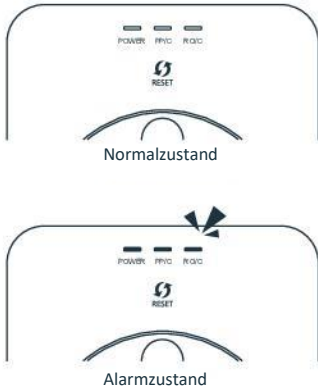 POWER PP/C RO/C
RESET
Normalzustand
POWER PP/C RO/C
RESET
Alarmzustand